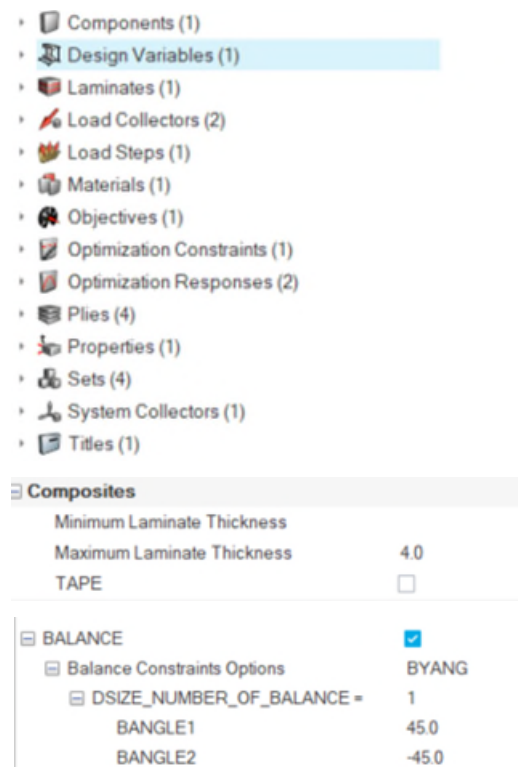 Components (1)
Design Variables (1)
Laminates (1)
Load Collectors (2)
Load Steps (1)
Materials (1)
Objectives (1)
Optimization Constraints (1)
Optimization Responses (2)
Plies (4)
Properties (1)
Sets (4)
System Collectors (1)
Titles (1)
Composites
Minimum Laminate Thickness
Maximum Laminate Thickness 4.0
TAPE
BALANCE
Balance Constraints Options BYANG
DSIZE_NUMBER_OF_BALANCE = 1
BANGLE1 45.0
BANGLE2 -45.0